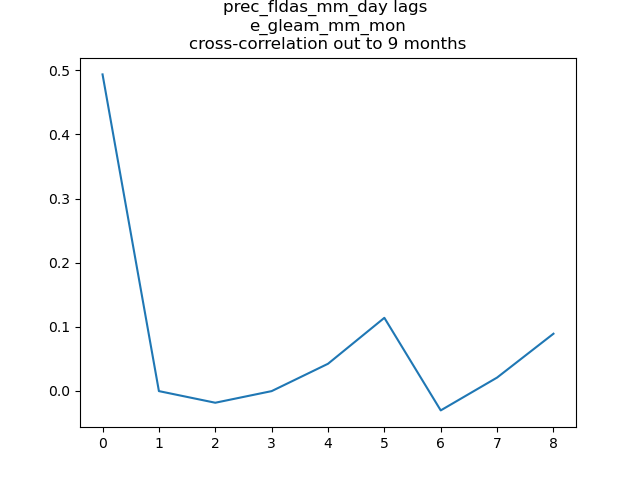 prec_fldas_mm_day lags
e_gleam_mm_mon
cross-correlation out to 9 months
0.5
0.4
0.3
0.2
0.1
0.0
0 1 2 3 4 5 6 7 8